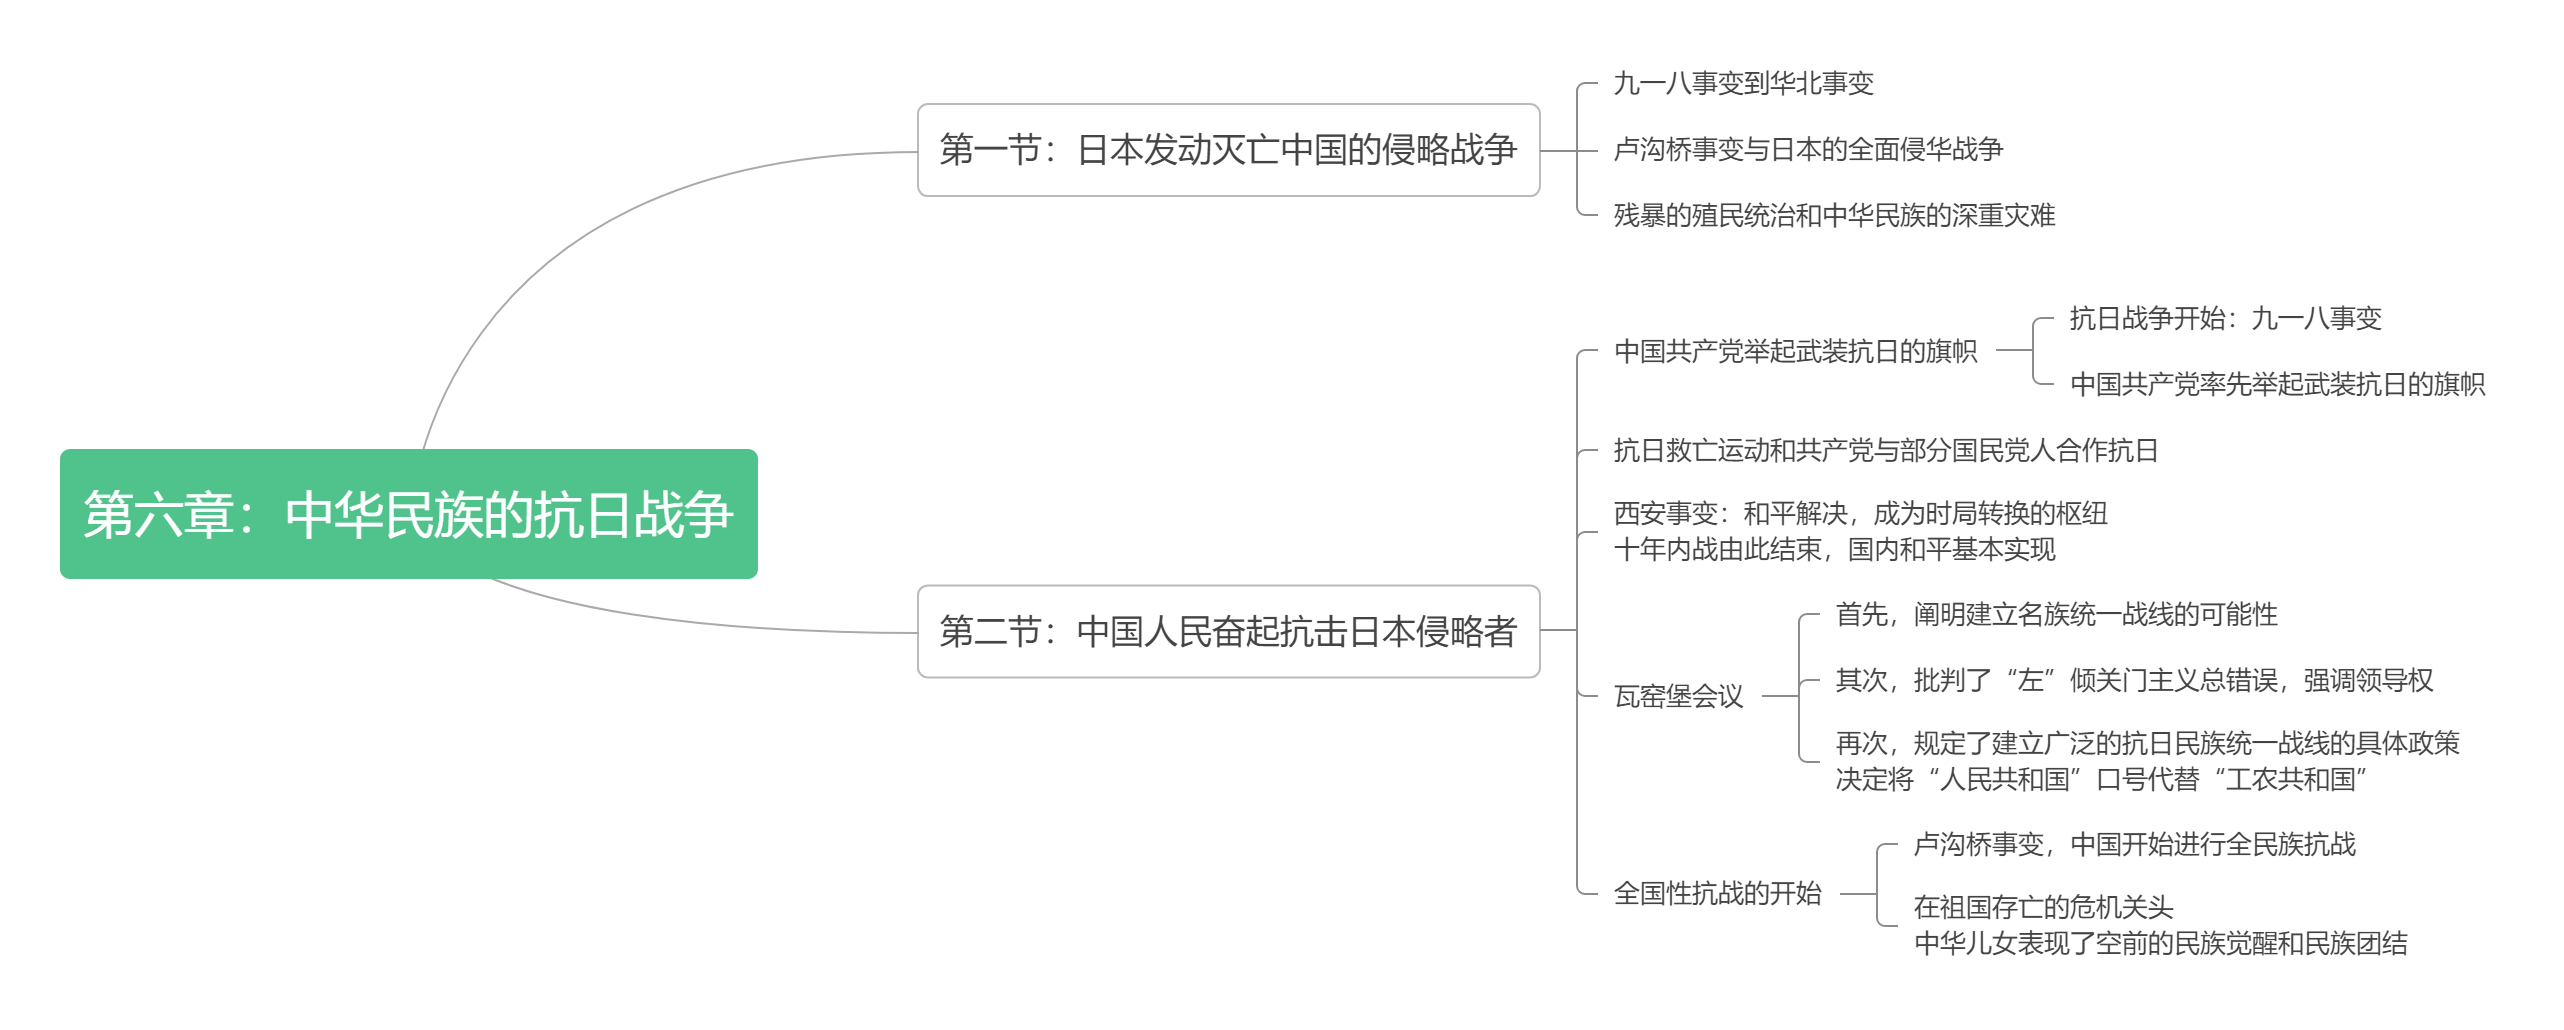 第六章：中华民族的抗日战争
第一节：日本发动灭亡中国的侵略战争
九一八事变到华北事变
卢沟桥事变与日本的全面侵华战争
残暴的殖民统治和中华民族的深重灾难
第二节：中国人民奋起抗击日本侵略者
中国共产党举起武装抗日的旗帜
抗日战争开始：九一八事变
中国共产党率先举起武装抗日的旗帜
抗日救亡运动和共产党与部分国民党人合作抗日
西安事变：和平解决，成为时局转换的枢纽
十年内战由此结束，国内和平基本实现
瓦窑堡会议
首先，阐明建立名族统一战线的可能性
其次，批判了“左”倾关门主义总错误，强调领导权
再次，规定了建立广泛的抗日民族统一战线的具体政策
决定将“人民共和国”口号代替“工农共和国”
全国性抗战的开始
卢沟桥事变，中国开始进行全民族抗战
在祖国存亡的危机关头
中华儿女表现了空前的民族觉醒和民族团结